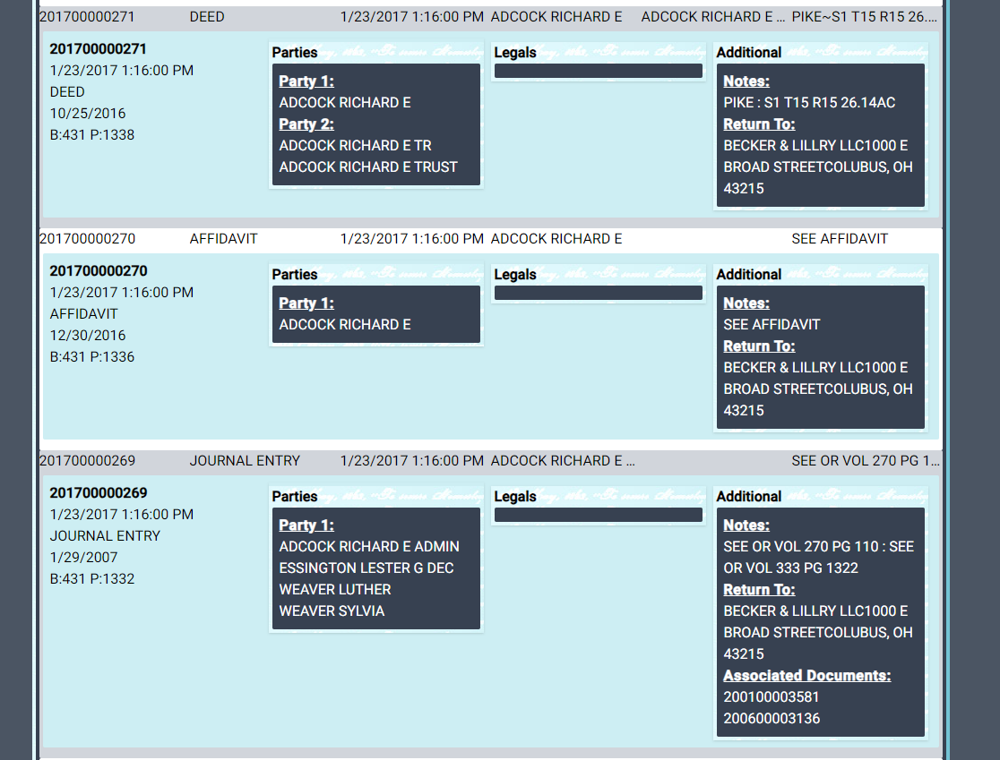 201700000271 DEED 1/23/2017 1:16:00 PM ADCOCK RICHARD E ADCOCK RICHARD E ... PIKE~S1 T15 R15 26....
201700000271
1/23/2017 1:16:00 PM
DEED
10/25/2016
B:431 P:1338
Parties
Party 1:
ADCOCK RICHARD E
Party 2:
ADCOCK RICHARD E TR
ADCOCK RICHARD E TRUST
Legals
Additional
Notes:
PIKE : S1 T15 R15 26.14AC
Return To:
BECKER & LILLRY LLC1000 E
BROAD STREETCOLUBUS, OH
43215
201700000270 AFFIDAVIT 1/23/2017 1:16:00 PM ADCOCK RICHARD E SEE AFFIDAVIT
201700000270
1/23/2017 1:16:00 PM
AFFIDAVIT
12/30/2016
B:431 P:1336
Parties
Party 1:
ADCOCK RICHARD E
Legals
Additional
Notes:
SEE AFFIDAVIT
Return To:
BECKER & LILLRY LLC1000 E
BROAD STREETCOLUBUS, OH
43215
201700000269 JOURNAL ENTRY 1/23/2017 1:16:00 PM ADCOCK RICHARD E ... SEE OR VOL 270 PG 1...
201700000269
1/23/2017 1:16:00 PM
JOURNAL ENTRY
1/29/2007
B:431 P:1332
Parties
Party 1:
ADCOCK RICHARD E ADMIN
ESSINGTON LESTER G DEC
WEAVER LUTHER
WEAVER SYLVIA
Legals
Additional
Notes:
SEE OR VOL 270 PG 110 : SEE
OR VOL 333 PG 1322
Return To:
BECKER & LILLRY LLC1000 E
BROAD STREETCOLUBUS, OH
43215
Associated Documents:
200100003581
200600003136